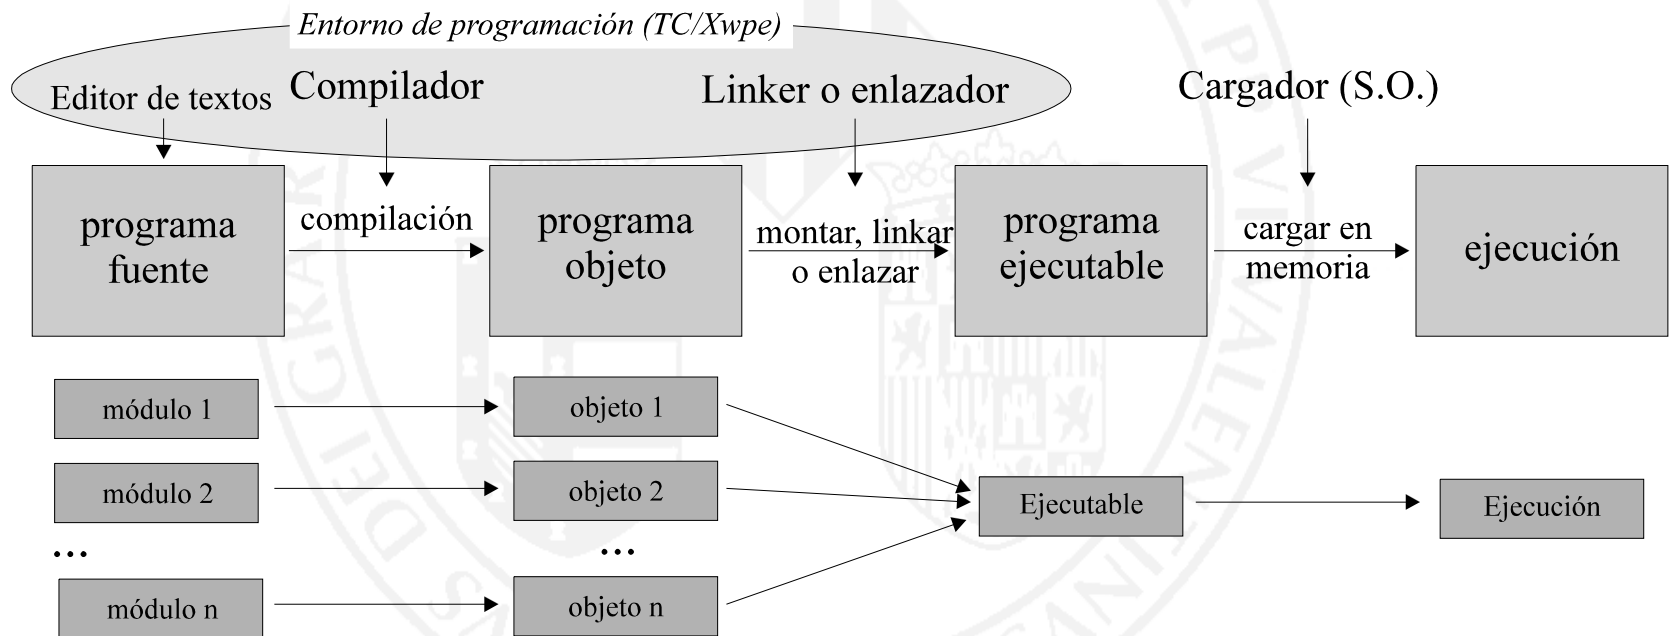 Entorno de programación (TC/Xwpe)
Editor de textos
Compilador
Linker o enlazador
Cargador (S.O.)
programa
fuente
compilación
programa
objeto
montar, linkar
o enlazar
programa
ejecutable
cargar en
memoria
ejecución
módulo 1
objeto 1
módulo 2
objeto 2
Ejecutable
Ejecución
...
...
módulo n
objeto n